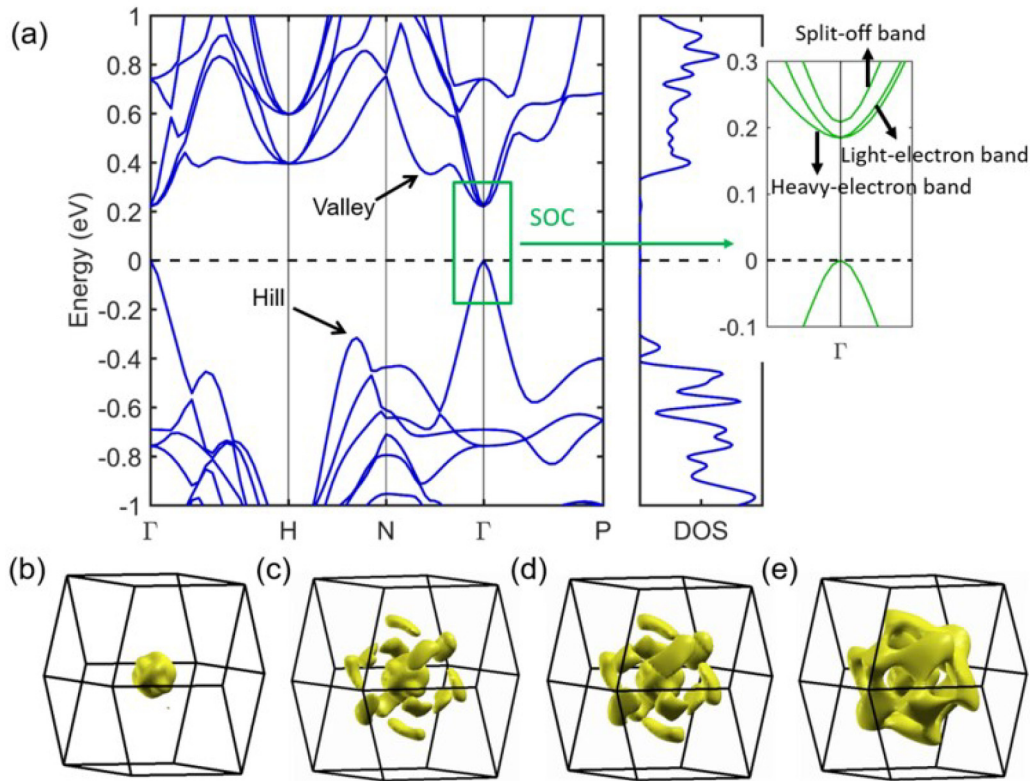 (a)
Energy (eV)
1
0.8
0.6
0.4
0.2
0
-0.2
-0.4
-0.6
-0.8
-1
Valley
Hill
SOC
Γ H N Γ P
DOS
Split-off band
Light-electron band
Heavy-electron band
0.3
0.2
0.1
0
-0.1
Γ
(b) (c) (d) (e)